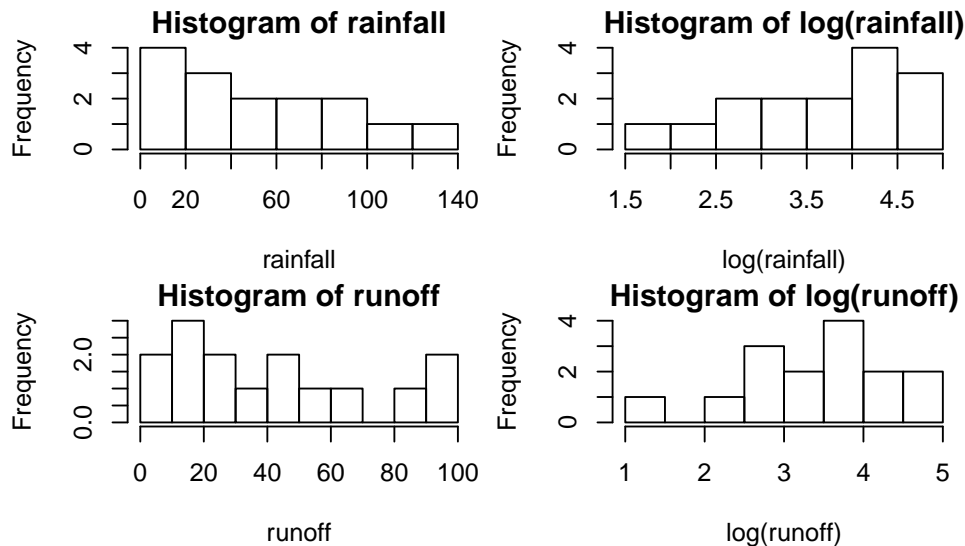 Histogram of rainfall
Frequency
0 2 4
0 20 60 100 140
rainfall
Histogram of log(rainfall)
Frequency
0 2 4
1.5 2.5 3.5 4.5
log(rainfall)
Histogram of runoff
Frequency
0.0 2.0
0 20 40 60 80 100
runoff
Histogram of log(runoff)
Frequency
0 2 4
1 2 3 4 5
log(runoff)